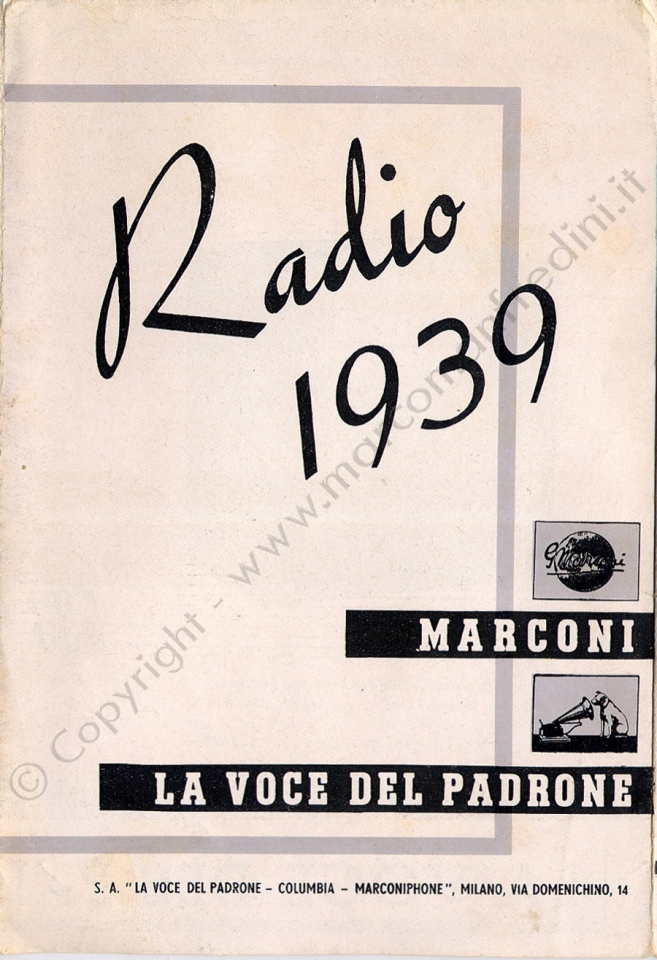 Radio
1939
G. Marconi
MARCONI
LA VOCE DEL PADRONE
S. A. "LA VOCE DEL PADRONE - COLUMBIA - MARCONIPHONE", MILANO, VIA DOMENICHINO, 14
© Copyright - www.marcomanfredini.it